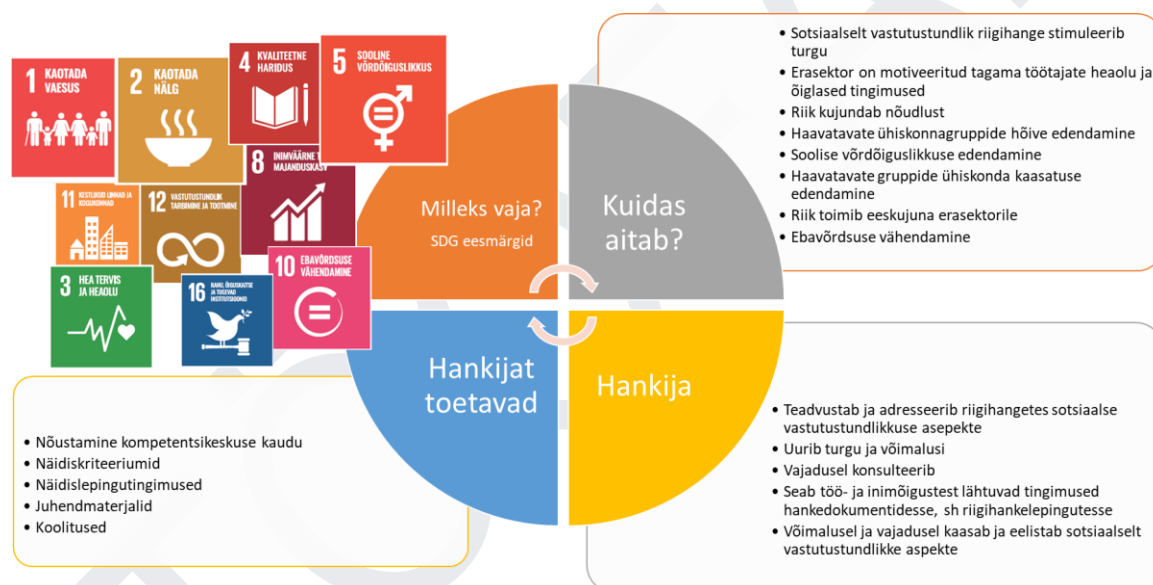 1 KAOTADA
VAESUS
2 KAOTADA
NÄLG
4 KVALITEETNE
HARIDUS
5 SOOLINE
VÕRDÕIGUSLIKKUS
8 INIMVÄÄRNE T
MAJANDUSKASV
11 KESTLIKUD LINNAD JA
KOGUKONNAD
12 VASTUTUSTUNDLIK
TARBIMINE JA TOOTMINE
3 HEA TERVIS
JA HEAOLU
16 RAHU, ÕIGUSKAITSE
JA TUGEVAD
INSTITUTSIOONID
10 EBAVÕRDSUSE
VÄHENDAMINE
Milleks vaja?
SDG eesmärgid
Kuidas
aitab?
• Sotsiaalselt vastutustundlik riigihange stimuleerib
turgu
• Erasektor on motiveeritud tagama töötajate heaolu ja
õiglased tingimused
• Riik kujundab nõudlust
• Haavatavate ühiskonnagruppide hõive edendamine
• Soolise võrdõiguslikkuse edendamine
• Haavatavate gruppide ühiskonda kaasatuse
edendamine
• Riik toimib eeskujuna erasektorile
• Ebavõrdsuse vähendamine
Hankijat
toetavad
Hankija
• Nõustamine kompetentsikeskuse kaudu
• Näidiskriteeriumid
• Näidislepingutingimused
• Juhendmaterjalid
• Koolitused
• Teadvustab ja adresseerib riigihangetes sotsiaalse
vastutustundlikkuse asepekte
• Uurib turgu ja võimalusi
• Vajadusel konsulteerib
• Seab töö- ja inimõigustest lähtuvad tingimused
hankedokumentidesse, sh riigihankelepingutesse
• Võimalusel ja vajadusel kaasab ja eelistab sotsiaalselt
vastutustundlikke aspekte